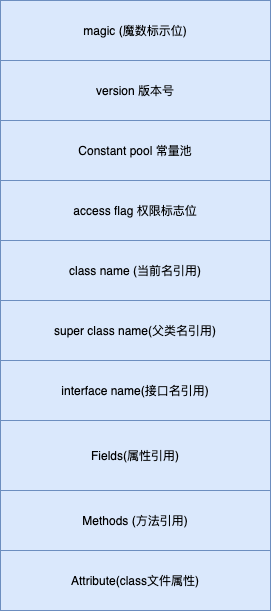 magic (魔数标示位)
version 版本号
Constant pool 常量池
access flag 权限标志位
class name (当前名引用)
super class name(父类名引用)
interface name(接口名引用)
Fields(属性引用)
Methods (方法引用)
Attribute(class文件属性)